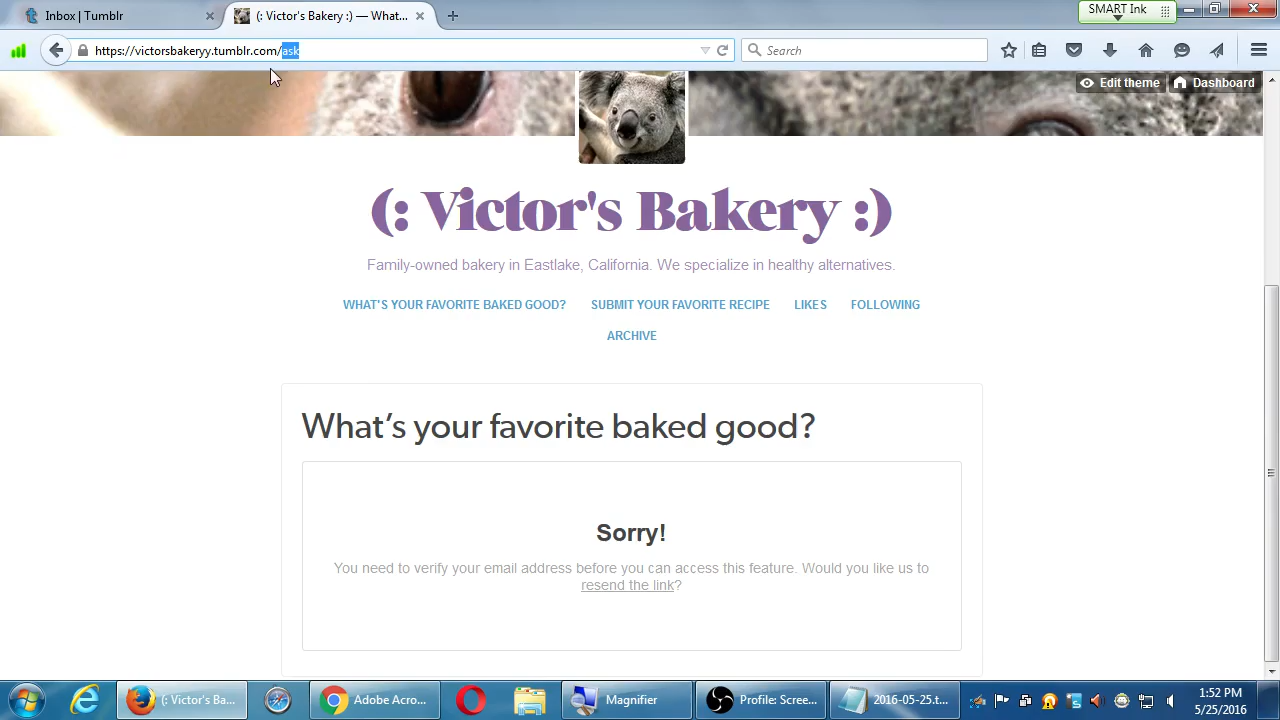 Inbox | Tumblr
(: Victor's Bakery :) — What...
SMART Ink
https://victorsbakeryy.tumblr.com/ask
Search
Edit theme
Dashboard
(: Victor's Bakery :)
Family-owned bakery in Eastlake, California. We specialize in healthy alternatives.
WHAT'S YOUR FAVORITE BAKED GOOD?
SUBMIT YOUR FAVORITE RECIPE
LIKES
FOLLOWING
ARCHIVE
What's your favorite baked good?
Sorry!
You need to verify your email address before you can access this feature. Would you like us to
resend the link?
(: Victor's Ba...
Adobe Acro...
Magnifier
Profile: Scree...
2016-05-25.t...
1:52 PM
5/25/2016